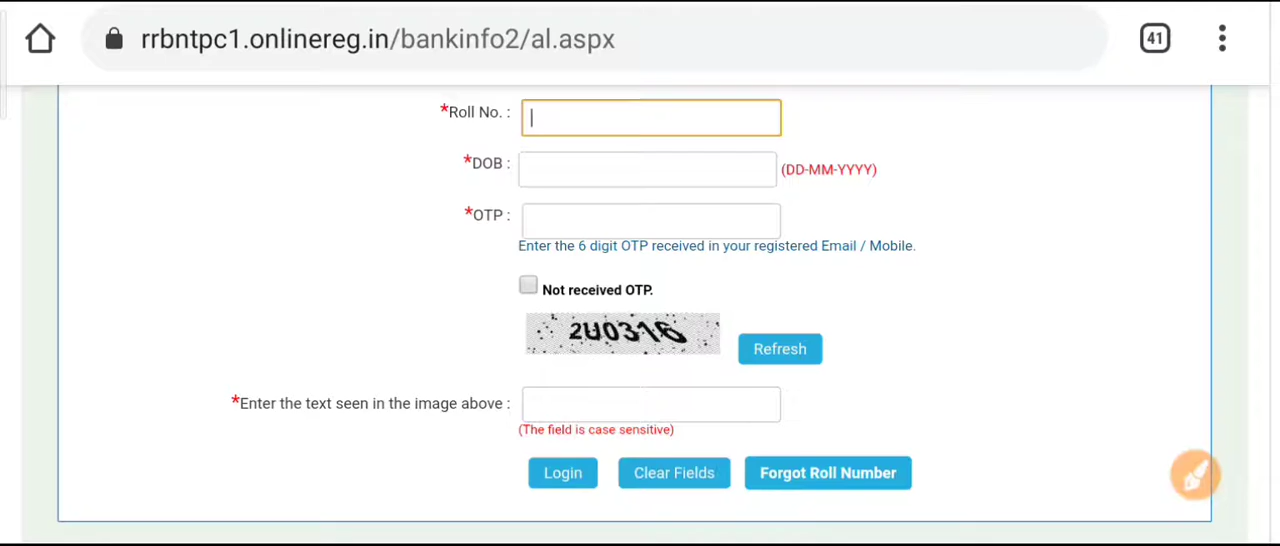 rrbntpc1.onlinereg.in/bankinfo2/al.aspx
41
*Roll No. :
*DOB :
(DD-MM-YYYY)
*OTP :
Enter the 6 digit OTP received in your registered Email / Mobile.
Not received OTP.
2U0316
Refresh
*Enter the text seen in the image above :
(The field is case sensitive)
Login
Clear Fields
Forgot Roll Number